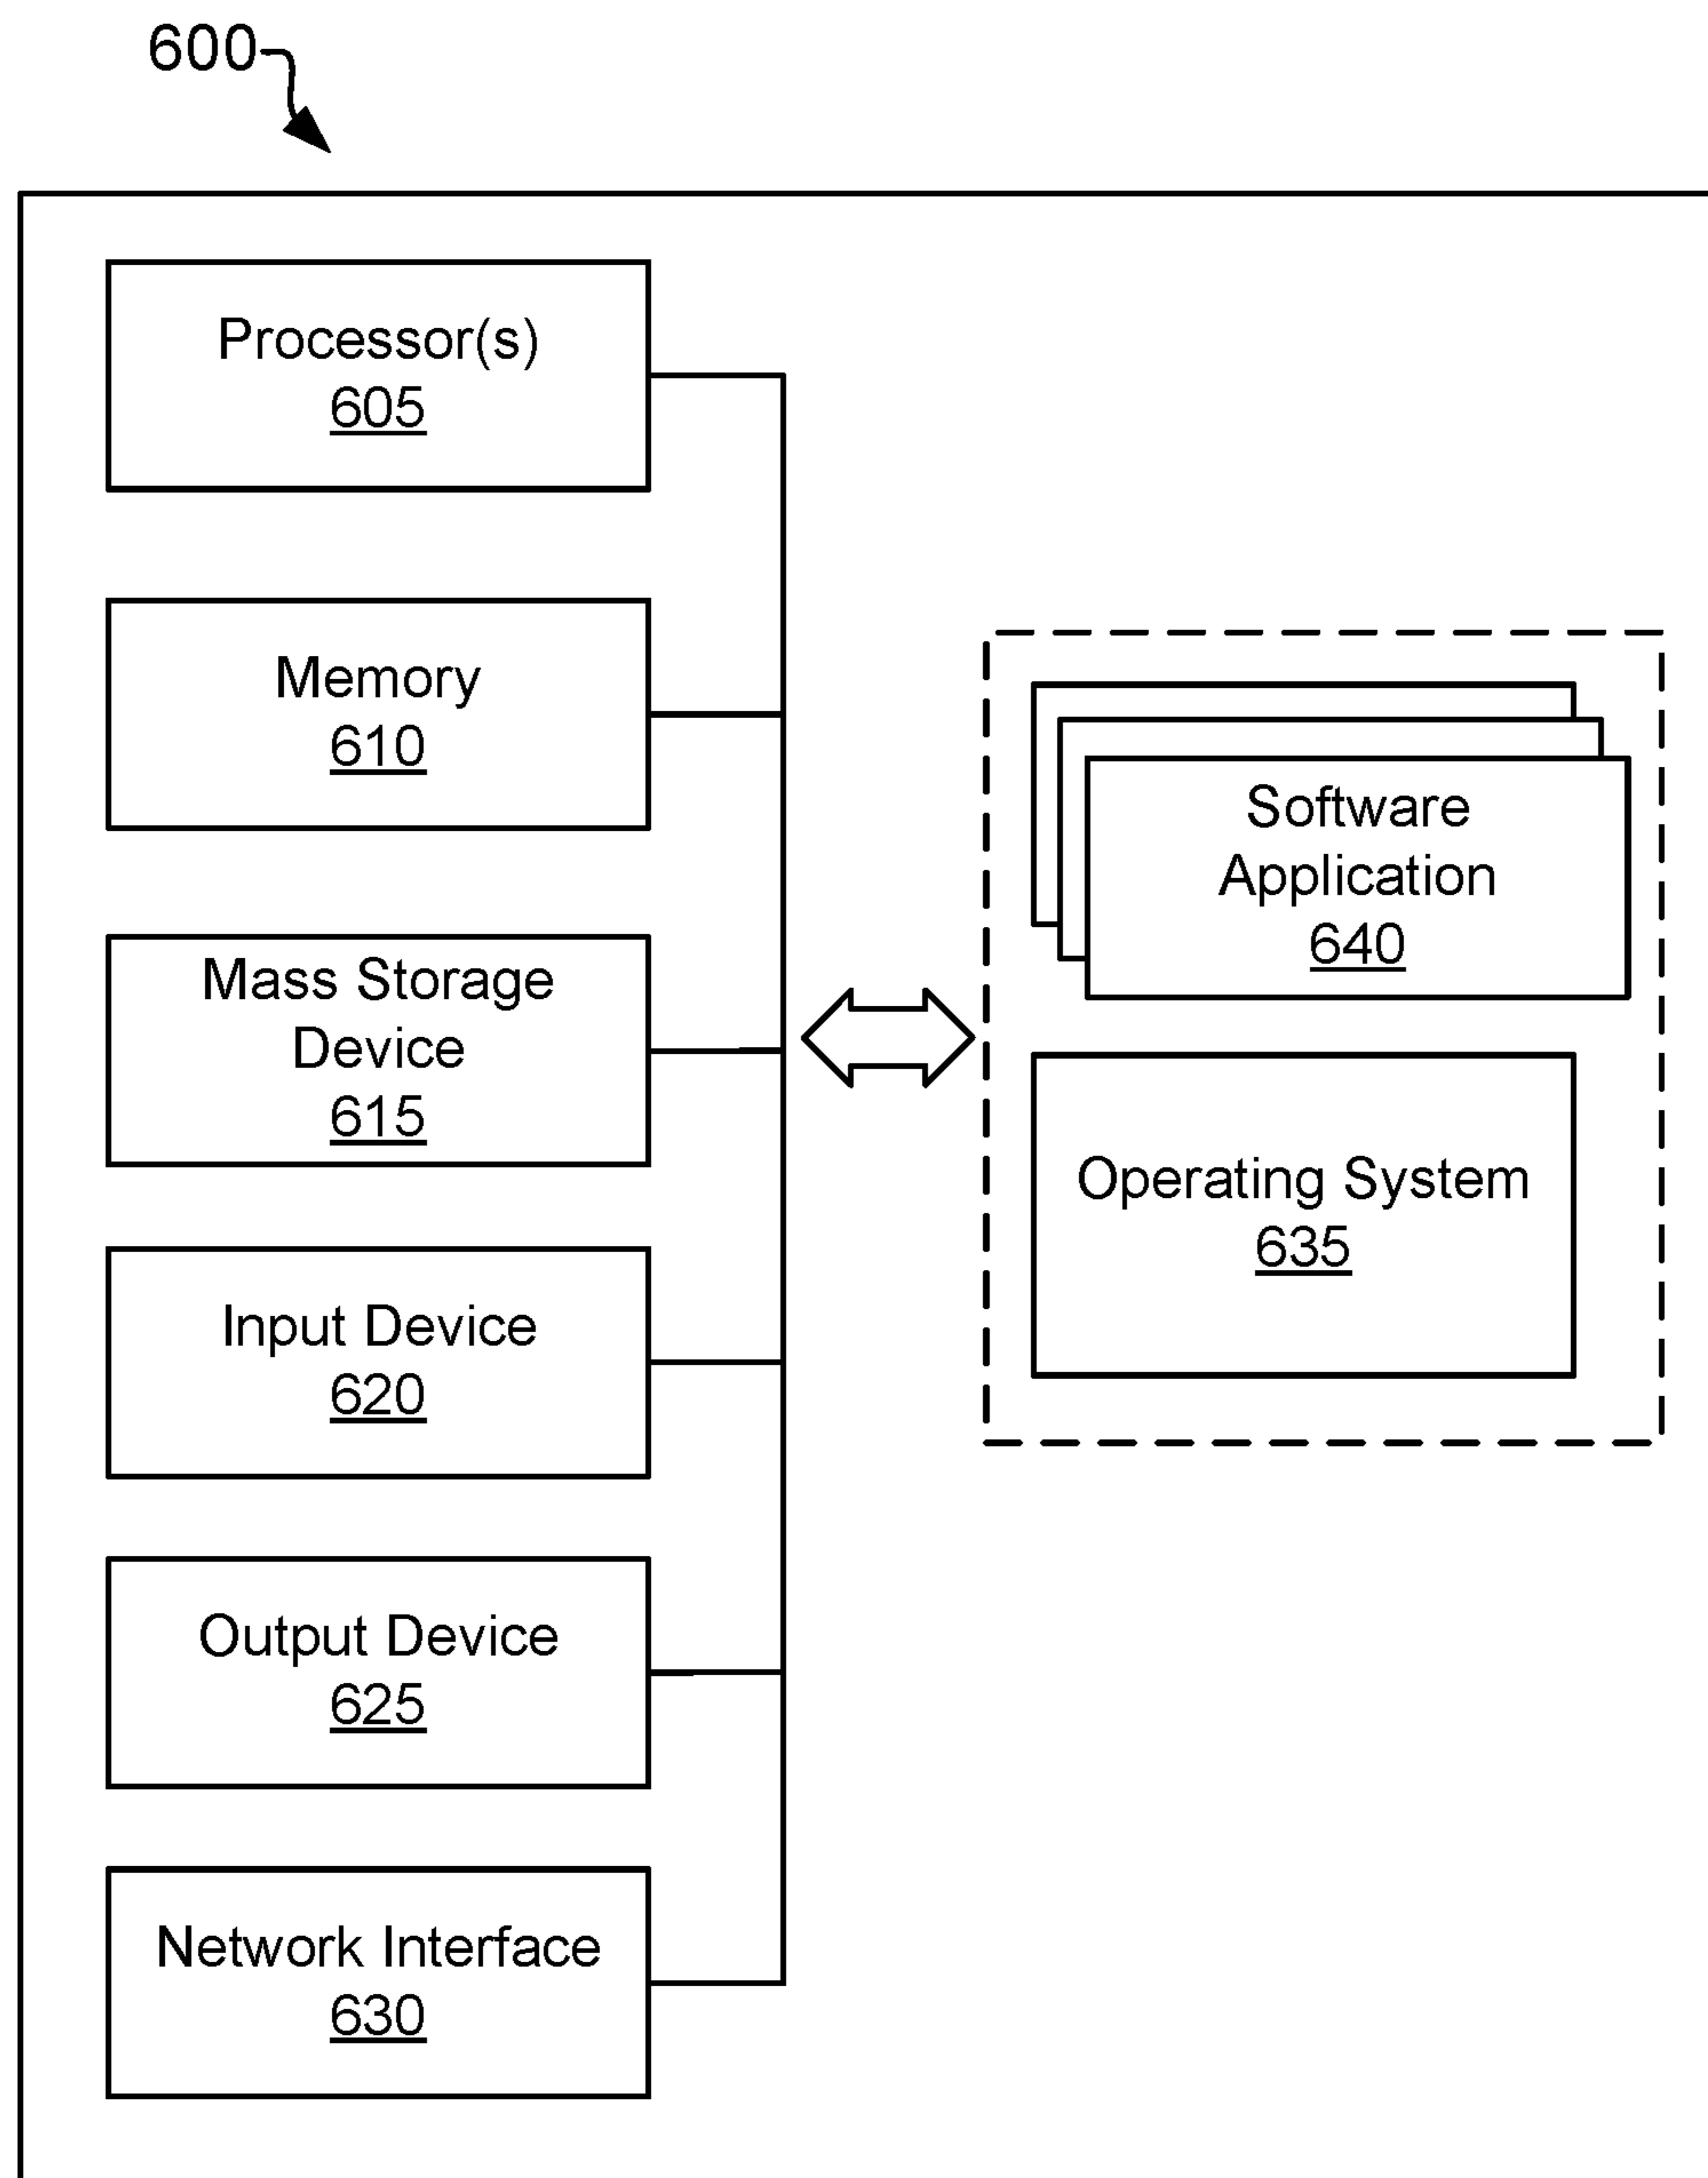 600
Processor(s)
605
Memory
610
Mass Storage
Device
615
Input Device
620
Output Device
625
Network Interface
630
Software
Application
640
Operating System
635